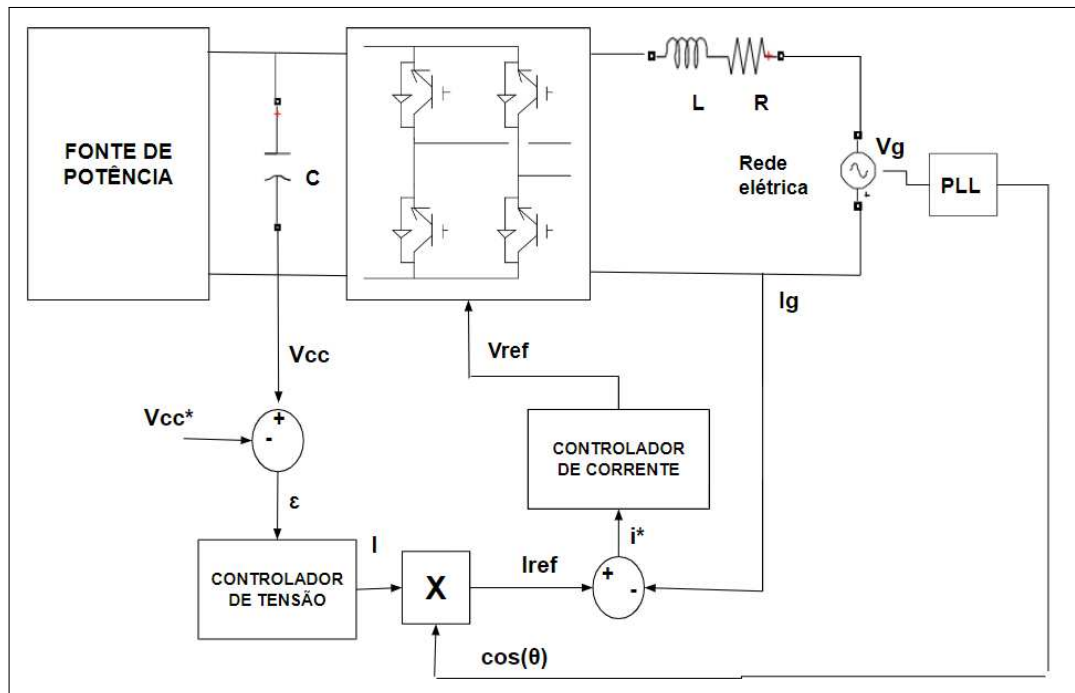 FONTE DE
POTÊNCIA
C
L
R
Rede
elétrica
Vg
PLL
Ig
Vcc
Vref
Vcc*
+
-
ε
CONTROLADOR
DE CORRENTE
i*
CONTROLADOR
DE TENSÃO
I
X
Iref
+
-
cos(θ)